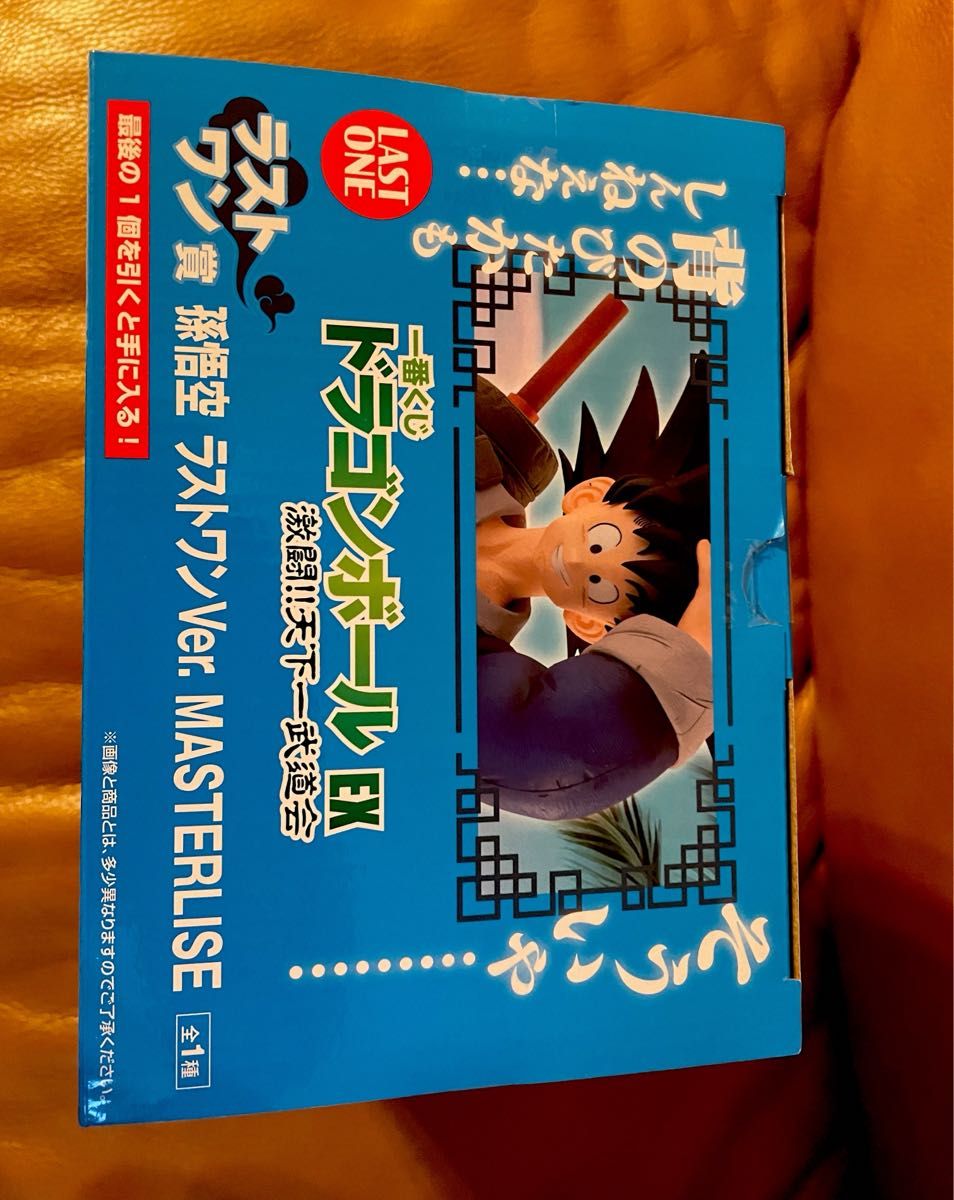 そういや
………
背のびたかも
しんねぇな…
一番くじ
ドラゴンボール EX
激闘!!天下一武道会
LAST
ONE
ラスト
ワン賞 孫悟空 ラストワンVer. MASTERLISE 全1種
最後の1個を引くと手に入る！
※画像と商品とは、多少異なりますのでご了承ください。